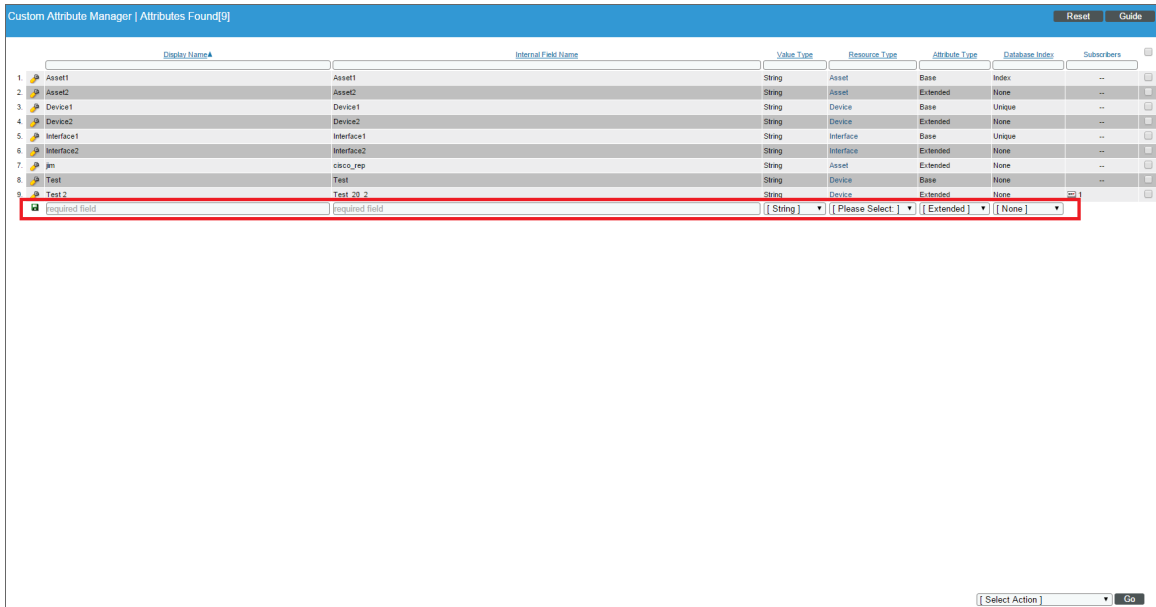 Custom Attribute Manager | Attributes Found[9] Reset Guide
Display Name Internal Field Name Value Type Resource Type Attribute Type Database Index Subscribers
1. Asset1 Asset1 String Asset Base Index --
2. Asset2 Asset2 String Asset Extended None --
3. Device1 Device1 String Device Base Unique --
4. Device2 Device2 String Device Extended None --
5. Interface1 Interface1 String Interface Base Unique --
6. Interface2 Interface2 String Interface Extended None --
7. jim cisco_rep String Asset Extended None --
8. Test Test String Device Base None --
9. Test 2 Test_20_2 String Device Extended None 1
required field required field [ String ] [ Please Select: ] [ Extended ] [ None ]
[ Select Action ] Go